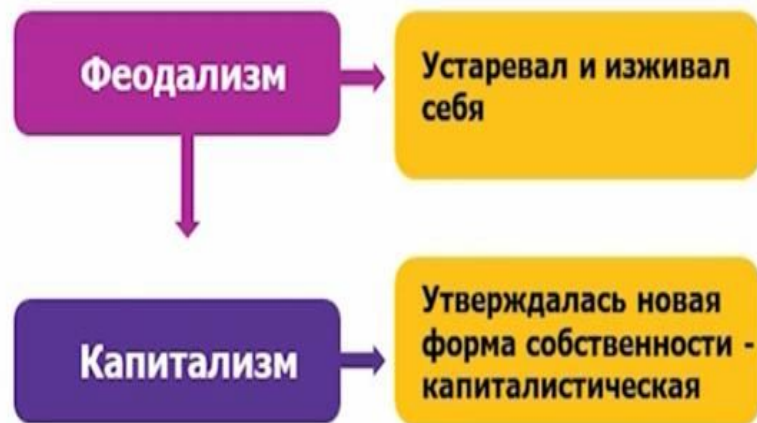 Феодализм
Устаревал и изживал
себя
Капитализм
Утверждалась новая
форма собственности -
капиталистическая